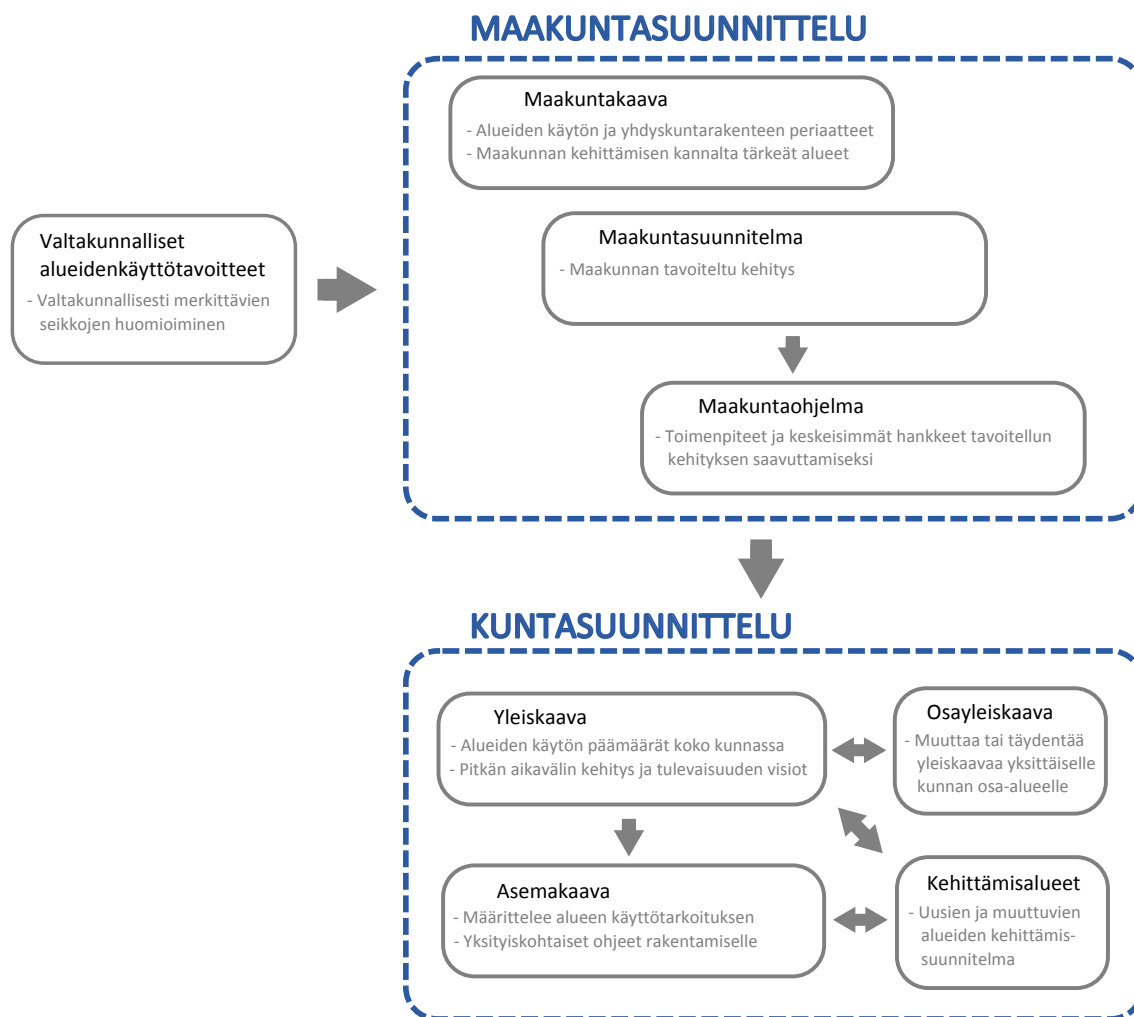 MAAKUNTASUUNNITTELU
Maakuntakaava
- Alueiden käytön ja yhdyskuntarakenteen periaatteet
- Maakunnan kehittämisen kannalta tärkeät alueet
Valtakunnalliset
alueidenkäyttötavoitteet
- Valtakunnallisesti merkittävien
seikkojen huomioiminen
Maakuntasuunnitelma
- Maakunnan tavoiteltu kehitys
Maakuntaohjelma
- Toimenpiteet ja keskeisimmät hankkeet tavoitellun
kehityksen saavuttamiseksi
KUNTASUUNNITTELU
Yleiskaava
- Alueiden käytön päämäärät koko kunnassa
- Pitkän aikavälin kehitys ja tulevaisuuden visiot
Osayleiskaava
- Muuttaa tai täydentää
yleiskaavaa yksittäiselle
kunnan osa-alueelle
Asemakaava
- Määrittelee alueen käyttötarkoituksen
- Yksityiskohtaiset ohjeet rakentamiselle
Kehittämisalueet
- Uusien ja muuttuvien
alueiden kehittämis-
suunnitelma